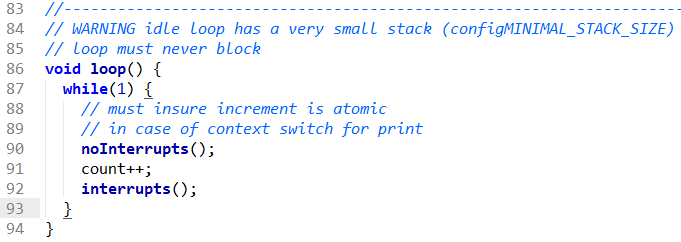 83 //------------------------------------------------------------------------------
84 // WARNING idle loop has a very small stack (configMINIMAL_STACK_SIZE)
85 // loop must never block
86 void loop() {
87   while(1) {
88     // must insure increment is atomic
89     // in case of context switch for print
90     noInterrupts();
91     count++;
92     interrupts();
93   }
94 }